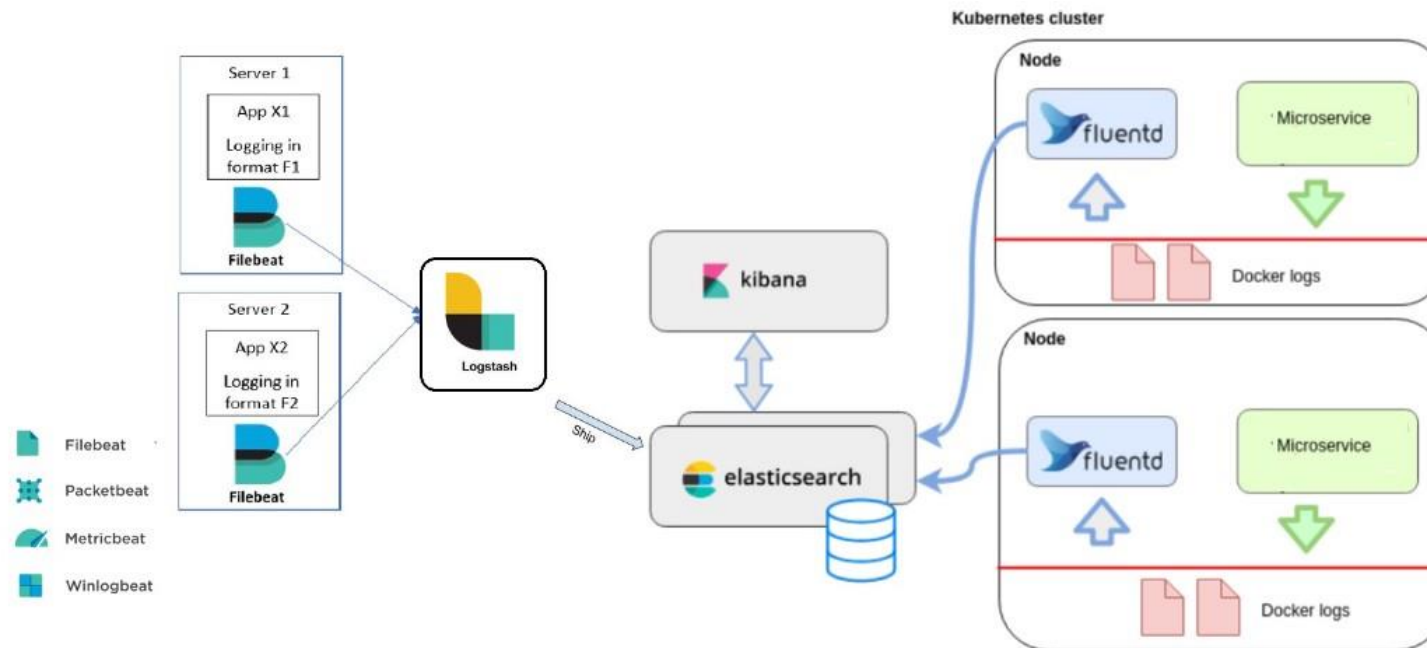 Kubernetes cluster
Server 1
App X1
Logging in
format F1
Filebeat
Server 2
App X2
Logging in
format F2
Filebeat
Filebeat
Packetbeat
Metricbeat
Winlogbeat
Logstash
Ship
kibana
elasticsearch
Node
fluentd
Microservice
Docker logs
Node
fluentd
Microservice
Docker logs